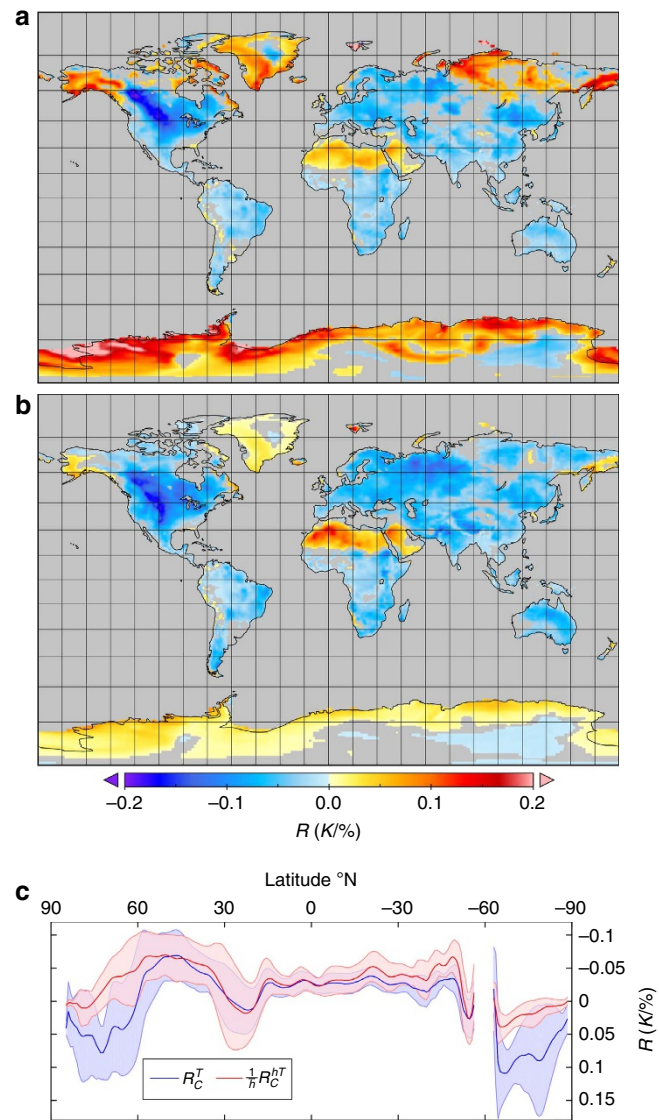 a
b
−0.2 −0.1 0.0 0.1 0.2
R (K/%)
c
Latitude °N
90 60 30 0 −30 −60 −90
−0.1
−0.05
0
0.05
0.1
0.15
R (K/%)
R_C^T 1/h R_C^{hT}